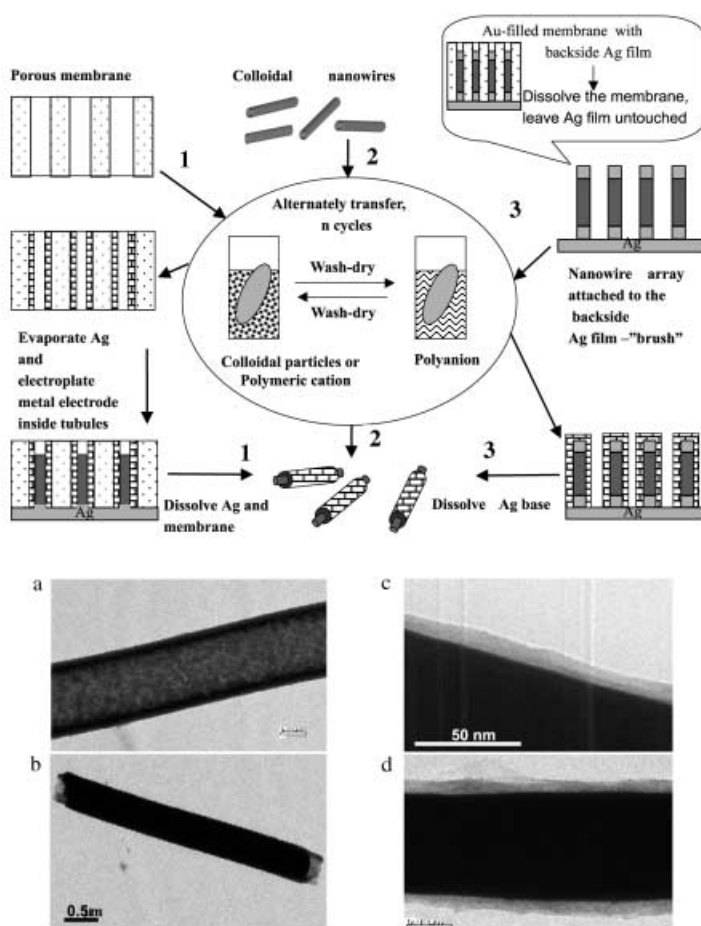 Au-filled membrane with
backside Ag film
Dissolve the membrane,
leave Ag film untouched
Porous membrane
Colloidal nanowires
1
2
3
Alternately transfer,
n cycles
Wash-dry
Wash-dry
Colloidal particles or
Polymeric cation
Polyanion
Ag
Nanowire array
attached to the
backside
Ag film –"brush"
Evaporate Ag
and
electroplate
metal electrode
inside tubules
Ag
1
Dissolve Ag and
membrane
2
3
Dissolve Ag base
Ag
a
b
0.5m
c
50 nm
d